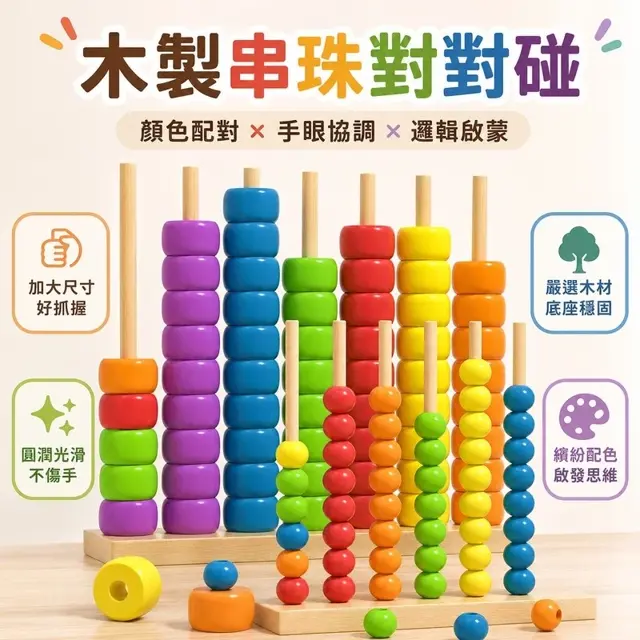 木製串珠對對碰
顏色配對 × 手眼協調 × 邏輯啟蒙
加大尺寸
好抓握
嚴選木材
底座穩固
圓潤光滑
不傷手
繽紛配色
啟發思維